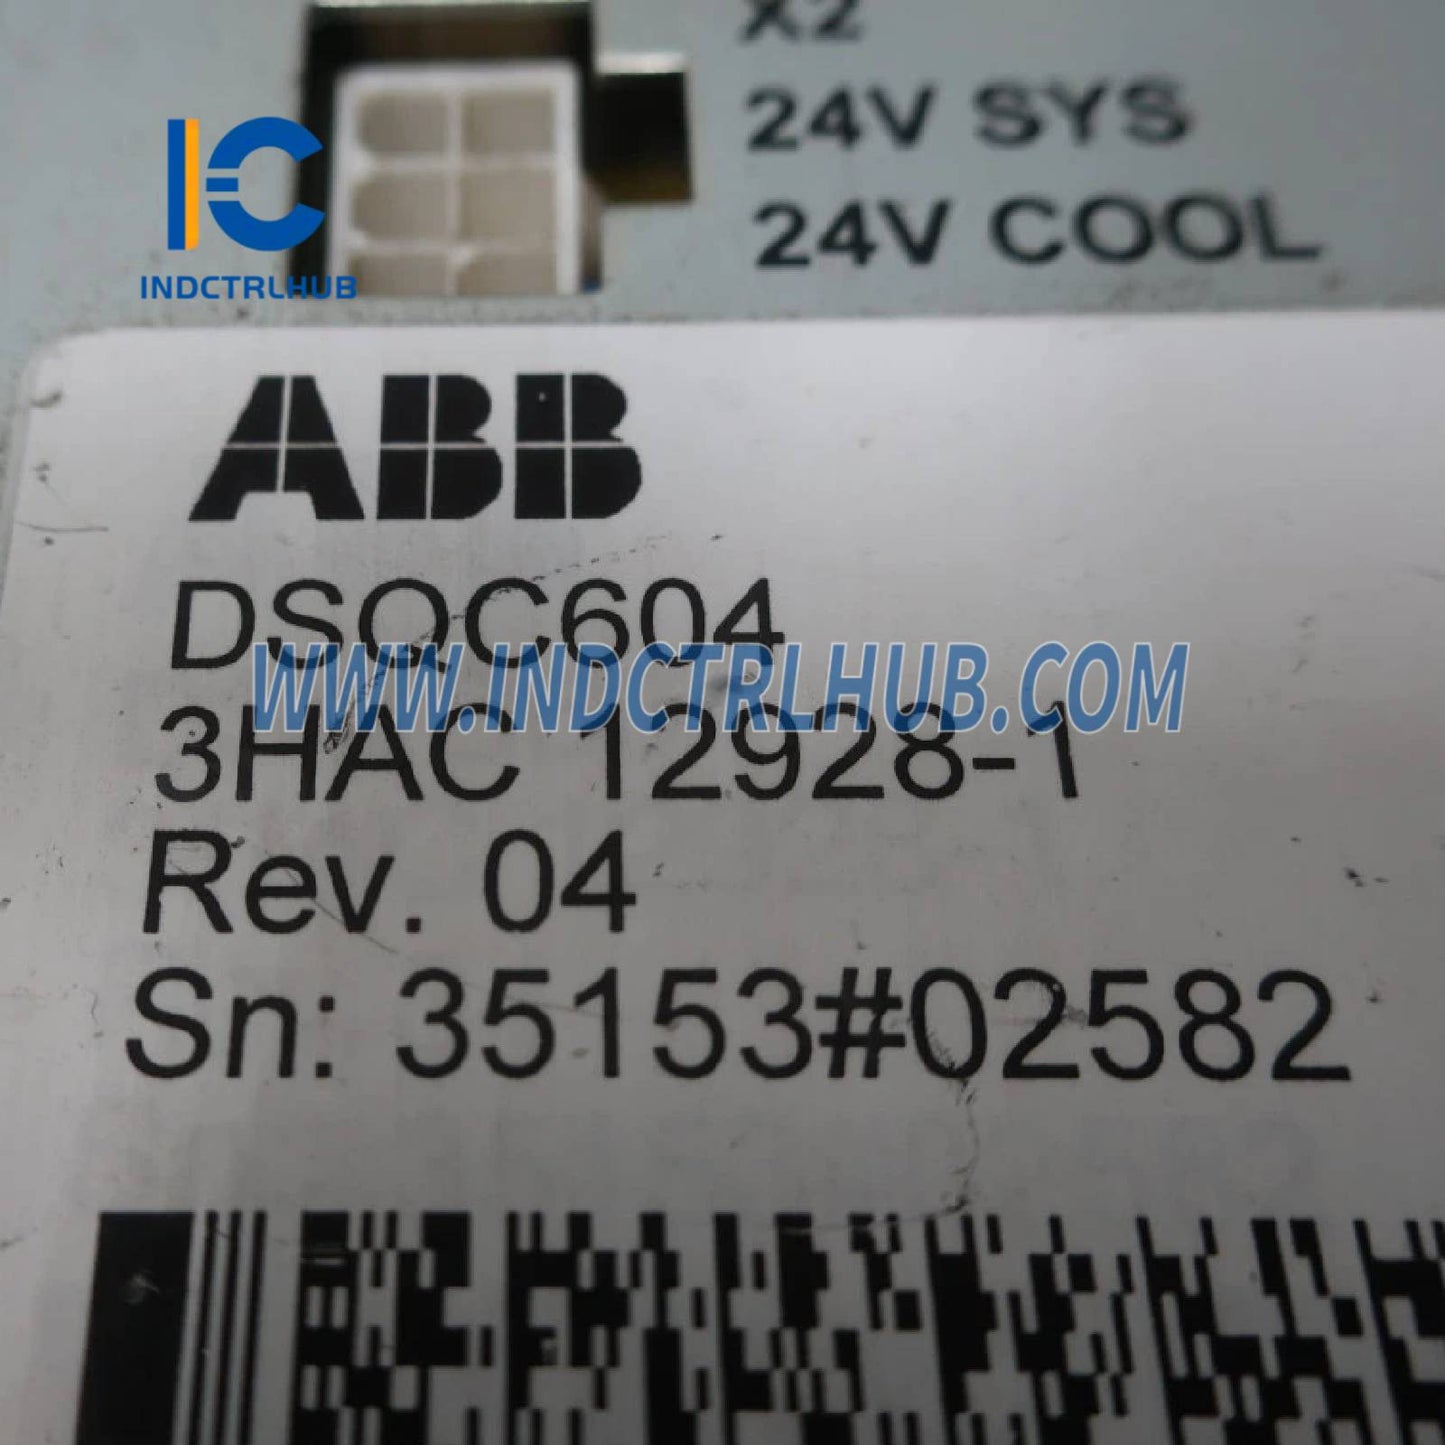 X2
24V SYS
24V COOL
INDCTRLHUB
ABB
DSQC604
WWW.INDCTRLHUB.COM
3HAC 12928-1
Rev. 04
Sn: 35153#02582